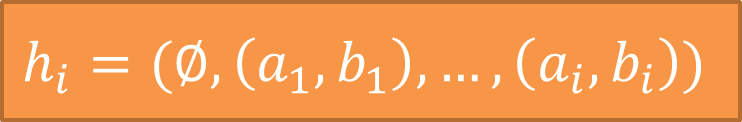 hᵢ = (∅, (a₁, b₁), … , (aᵢ, bᵢ))